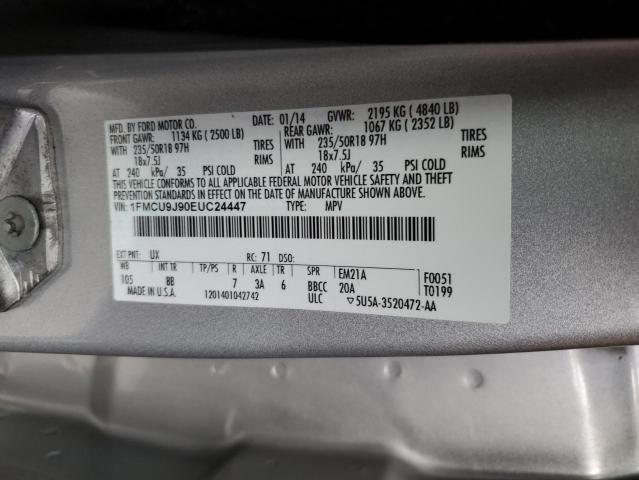 MFD. BY FORD MOTOR CO. DATE: 01/14 GVWR: 2195 KG ( 4840 LB)
FRONT GAWR: 1134 KG ( 2500 LB) REAR GAWR: 1067 KG ( 2352 LB)
WITH 235/50R18 97H TIRES WITH 235/50R18 97H TIRES
18x7.5J RIMS 18x7.5J RIMS
AT 240 kPa/ 35 PSI COLD AT 240 kPa/ 35 PSI COLD
THIS VEHICLE CONFORMS TO ALL APPLICABLE FEDERAL MOTOR VEHICLE SAFETY AND THEFT
PREVENTION STANDARDS IN EFFECT ON THE DATE OF MANUFACTURE SHOWN ABOVE.
VIN: 1FMCU9J90EUC24447 TYPE: MPV
EXT PNT: UX RC: 71 DSO:
WB INT TR TP/PS R AXLE TR SPR EM21A F0051
105 BB 7 3A 6 BBCC 20A T0199
MADE IN U.S.A. 1201401042742 ULC ▽5U5A-3520472-AA